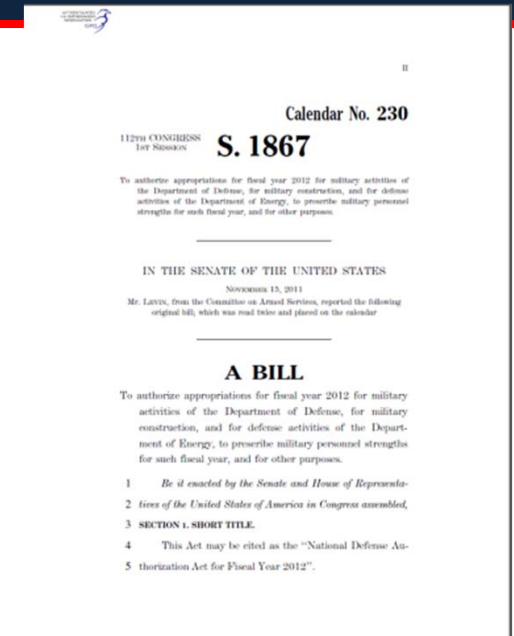 GPO
II
Calendar No. 230
112TH CONGRESS
1ST SESSION
S. 1867
To authorize appropriations for fiscal year 2012 for military activities of
the Department of Defense, for military construction, and for defense
activities of the Department of Energy, to prescribe military personnel
strengths for such fiscal year, and for other purposes.
IN THE SENATE OF THE UNITED STATES
NOVEMBER 15, 2011
Mr. LEVIN, from the Committee on Armed Services, reported the following
original bill; which was read twice and placed on the calendar
A BILL
To authorize appropriations for fiscal year 2012 for military
activities of the Department of Defense, for military
construction, and for defense activities of the Depart-
ment of Energy, to prescribe military personnel strengths
for such fiscal year, and for other purposes.
1 Be it enacted by the Senate and House of Representa-
2 tives of the United States of America in Congress assembled,
3 SECTION 1. SHORT TITLE.
4 This Act may be cited as the “National Defense Au-
5 thorization Act for Fiscal Year 2012”.